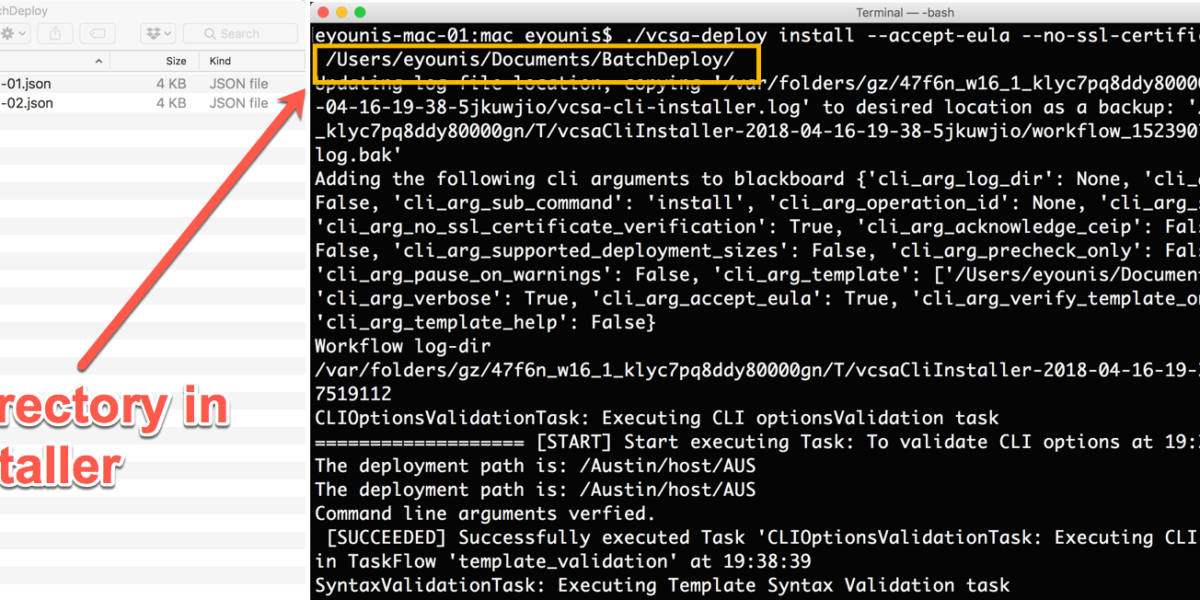 chDeploy
Search
Size Kind
-01.json 4 KB JSON file
-02.json 4 KB JSON file
rectory in
taller
Terminal — -bash
eyounis-mac-01:mac eyounis$ ./vcsa-deploy install --accept-eula --no-ssl-certific
/Users/eyounis/Documents/BatchDeploy/
Updating log file location, copying '/var/folders/gz/47f6n_w16_1_klyc7pq8ddy80000
-04-16-19-38-5jkuwjio/vcsa-cli-installer.log' to desired location as a backup: '
_klyc7pq8ddy80000gn/T/vcsaCliInstaller-2018-04-16-19-38-5jkuwjio/workflow_152390
log.bak'
Adding the following cli arguments to blackboard {'cli_arg_log_dir': None, 'cli_
False, 'cli_arg_sub_command': 'install', 'cli_arg_operation_id': None, 'cli_arg_
'cli_arg_no_ssl_certificate_verification': True, 'cli_arg_acknowledge_ceip': Fal
False, 'cli_arg_supported_deployment_sizes': False, 'cli_arg_precheck_only': Fal
'cli_arg_pause_on_warnings': False, 'cli_arg_template': ['/Users/eyounis/Documen
'cli_arg_verbose': True, 'cli_arg_accept_eula': True, 'cli_arg_verify_template_o
'cli_arg_template_help': False}
Workflow log-dir
/var/folders/gz/47f6n_w16_1_klyc7pq8ddy80000gn/T/vcsaCliInstaller-2018-04-16-19-
7519112
CLIOptionsValidationTask: Executing CLI optionsValidation task
=================== [START] Start executing Task: To validate CLI options at 19:
The deployment path is: /Austin/host/AUS
The deployment path is: /Austin/host/AUS
Command line arguments verfied.
[SUCCEEDED] Successfully executed Task 'CLIOptionsValidationTask: Executing CLI
in TaskFlow 'template_validation' at 19:38:39
SyntaxValidationTask: Executing Template Syntax Validation task